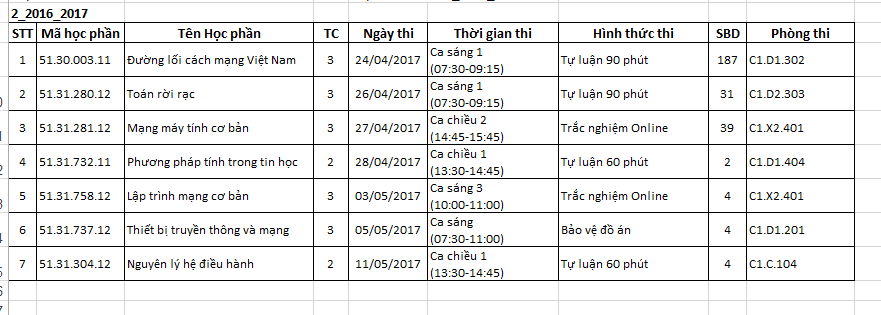 2_2016_2017
STT Mã học phần Tên Học phần TC Ngày thi Thời gian thi Hình thức thi SBD Phòng thi
1 51.30.003.11 Đường lối cách mạng Việt Nam 3 24/04/2017 Ca sáng 1 (07:30-09:15) Tự luận 90 phút 187 C1.D1.302
2 51.31.280.12 Toán rời rạc 3 26/04/2017 Ca sáng 1 (07:30-09:15) Tự luận 90 phút 31 C1.D2.303
3 51.31.281.12 Mạng máy tính cơ bản 3 27/04/2017 Ca chiều 2 (14:45-15:45) Trắc nghiệm Online 39 C1.X2.401
4 51.31.732.11 Phương pháp tính trong tin học 2 28/04/2017 Ca chiều 1 (13:30-14:45) Tự luận 60 phút 2 C1.D1.404
5 51.31.758.12 Lập trình mạng cơ bản 3 03/05/2017 Ca sáng 3 (10:00-11:00) Trắc nghiệm Online 4 C1.X2.401
6 51.31.737.12 Thiết bị truyền thông và mạng 3 05/05/2017 Ca sáng (07:30-11:00) Bảo vệ đồ án 4 C1.D1.201
7 51.31.304.12 Nguyên lý hệ điều hành 2 11/05/2017 Ca chiều 1 (13:30-14:45) Tự luận 60 phút 4 C1.C.104